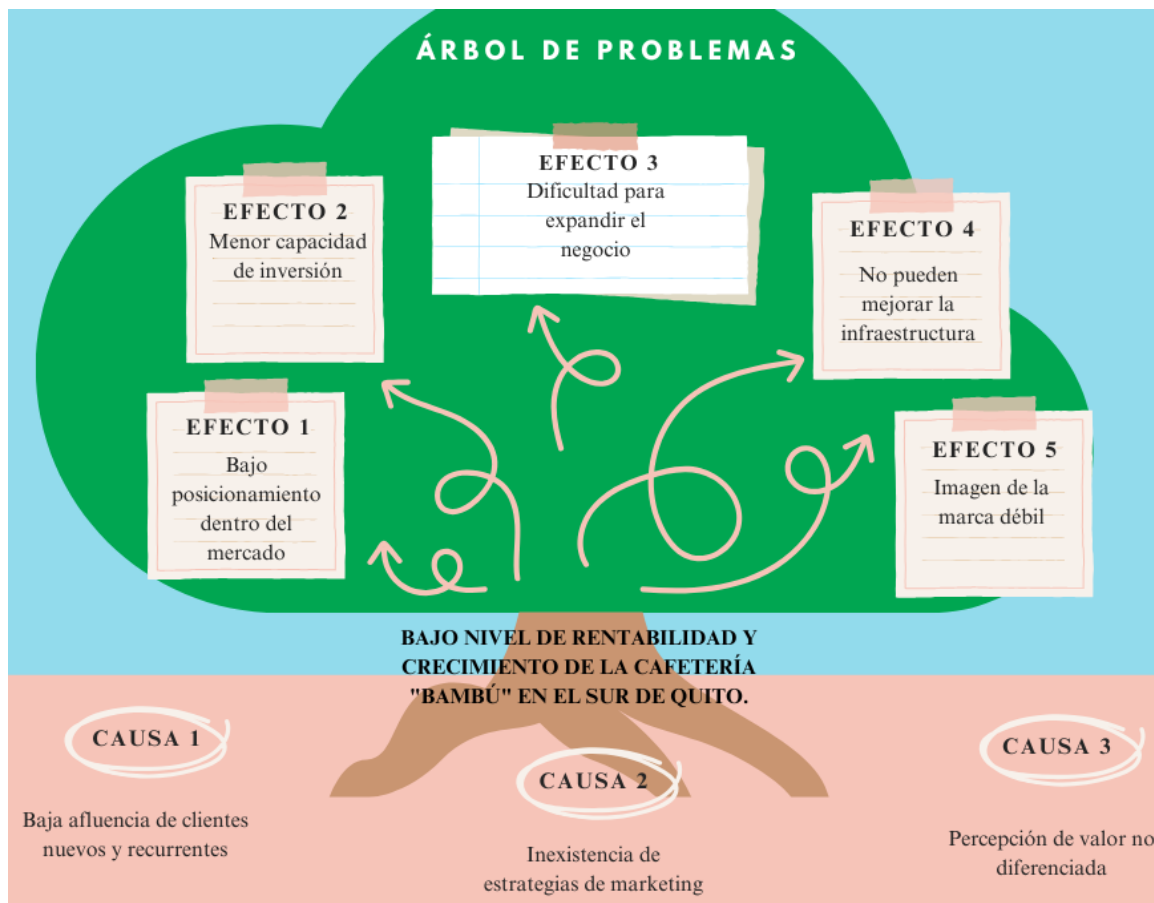 ÁRBOL DE PROBLEMAS
EFECTO 3
Dificultad para
expandir el
negocio
EFECTO 2
Menor capacidad
de inversión
EFECTO 4
No pueden
mejorar la
infraestructura
EFECTO 1
Bajo
posicionamiento
dentro del
mercado
EFECTO 5
Imagen de la
marca débil
BAJO NIVEL DE RENTABILIDAD Y
CRECIMIENTO DE LA CAFETERÍA
"BAMBÚ" EN EL SUR DE QUITO.
CAUSA 1
Baja afluencia de clientes
nuevos y recurrentes
CAUSA 2
Inexistencia de
estrategias de marketing
CAUSA 3
Percepción de valor no
diferenciada